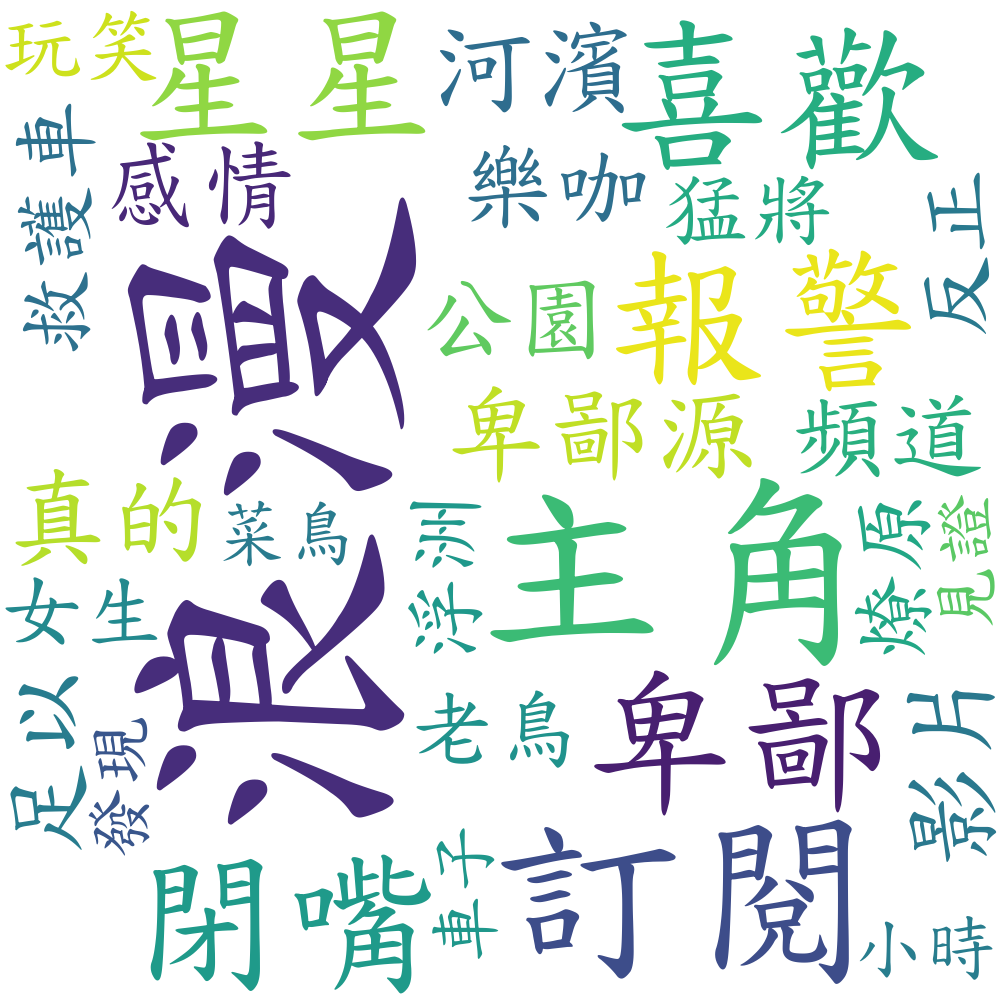 玩笑
星星
河濱
喜歡
救護車
感情
樂咖
猛將
反正
浪漫
公園
報警
卑鄙源
頻道
真的
菜鳥
浮洲
主角
燎原
見證
女生
足以
發現
老鳥
卑鄙
影片
閉嘴
車子
訂閱
小時